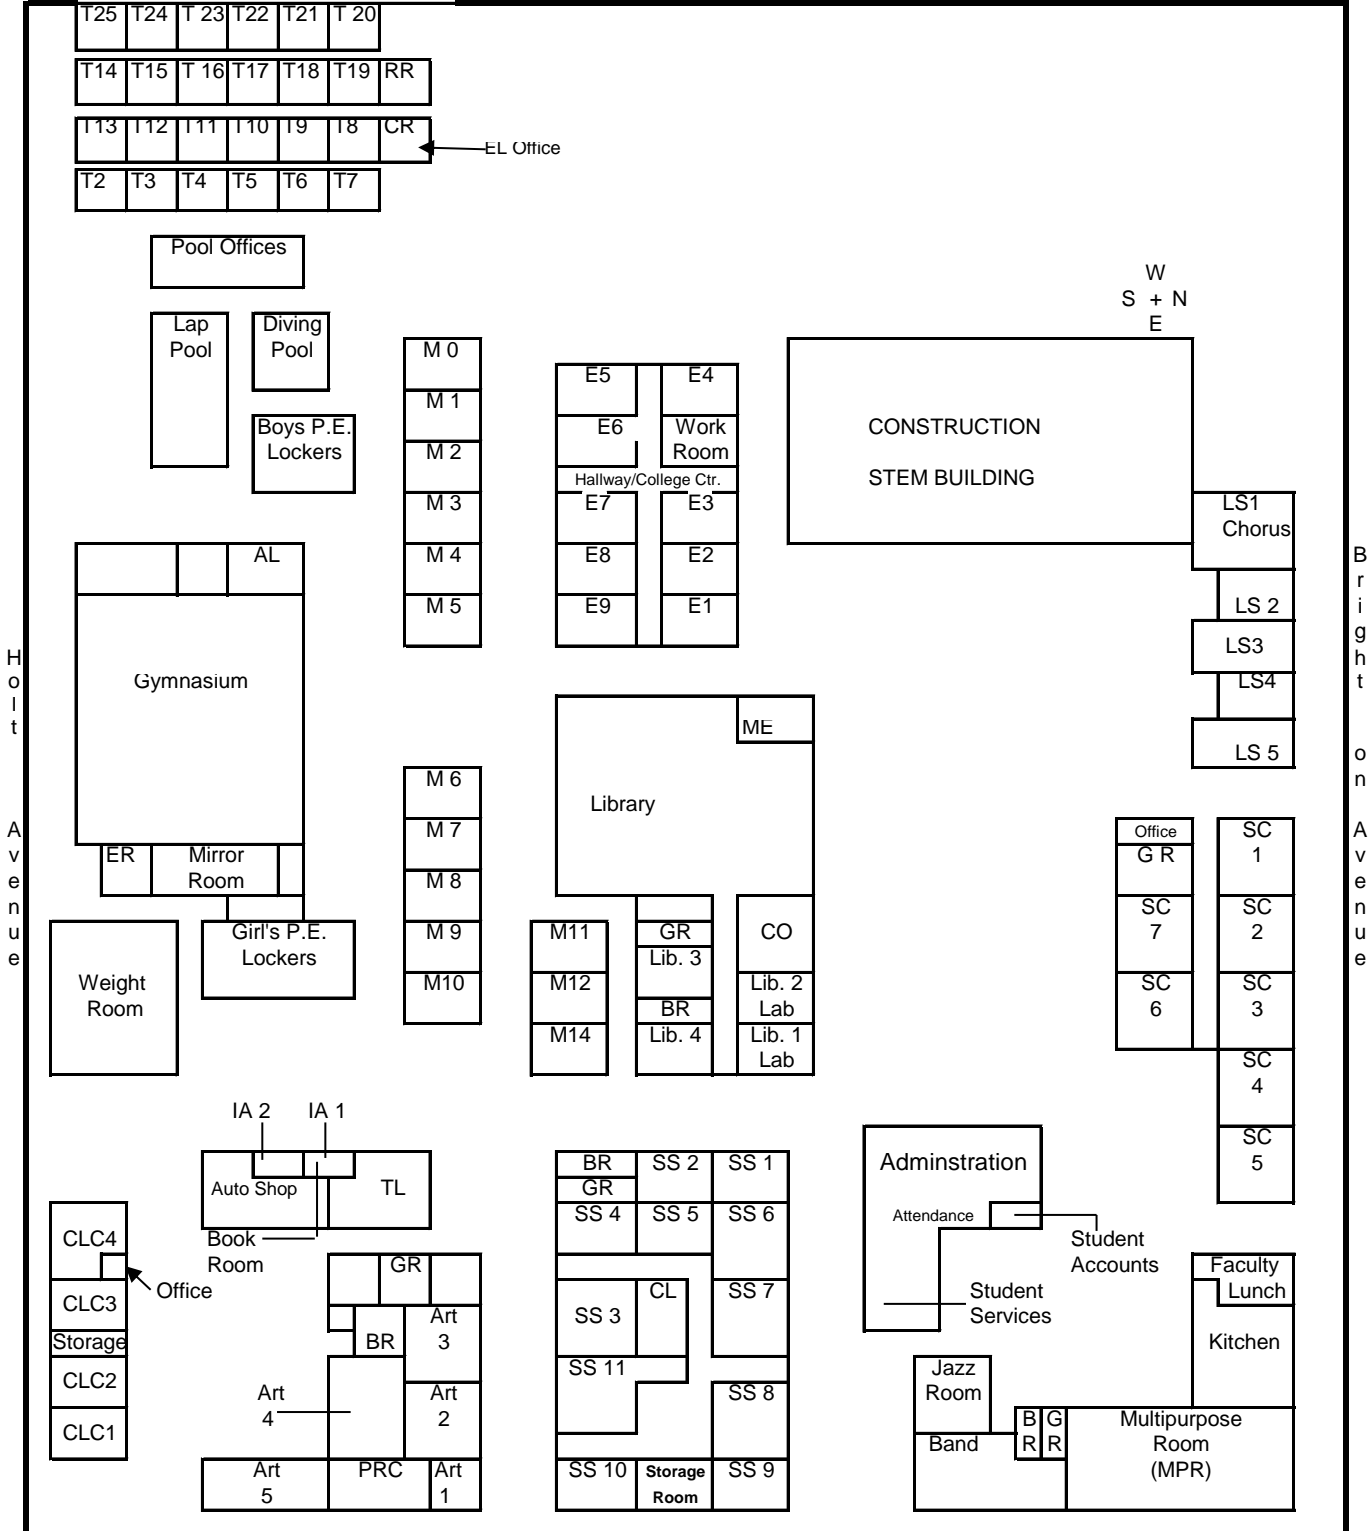 T25 T24 T 23 T22 T21 T 20
T14 T15 T 16 T17 T18 T19 RR
T13 T12 T11 T10 T9 T8 CR
EL Office
T2 T3 T4 T5 T6 T7
Pool Offices
W
S + N
E
Lap
Pool
Diving
Pool
Boys P.E.
Lockers
M 0
M 1
M 2
M 3
M 4
M 5
E5 E4
E6
Work
Room
Hallway/College Ctr.
E7 E3
E8 E2
E9 E1
CONSTRUCTION
STEM BUILDING
LS1
Chorus
LS 2
LS3
LS4
LS 5
AL
Gymnasium
Holt Avenue
Brighton Avenue
ER
Mirror
Room
Girl's P.E.
Lockers
Weight
Room
M 6
M 7
M 8
M 9
M10
ME
Library
M11
M12
M14
GR
Lib. 3
BR
Lib. 4
CO
Lib. 2
Lab
Lib. 1
Lab
Office
G R
SC
7
SC
6
SC
1
SC
2
SC
3
SC
4
SC
5
IA 2 IA 1
Auto Shop
TL
Book
Room
CLC4
Office
CLC3
Storage
CLC2
CLC1
GR
BR
Art
3
Art
4
Art
2
Art
5
PRC
Art
1
BR
GR
SS 2 SS 1
SS 4 SS 5 SS 6
SS 3
CL
SS 7
SS 11
SS 8
SS 10
Storage
Room
SS 9
Adminstration
Attendance
Student
Accounts
Student
Services
Faculty
Lunch
Kitchen
Jazz
Room
Band
B G
R R
Multipurpose
Room
(MPR)